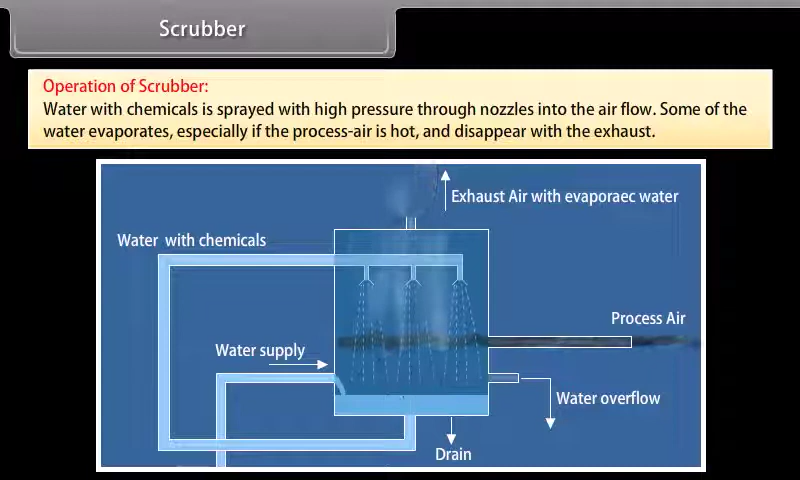 Scrubber
Operation of Scrubber:
Water with chemicals is sprayed with high pressure through nozzles into the air flow. Some of the
water evaporates, especially if the process-air is hot, and disappear with the exhaust.
Exhaust Air with evaporaec water
Water with chemicals
Process Air
Water supply
Water overflow
Drain